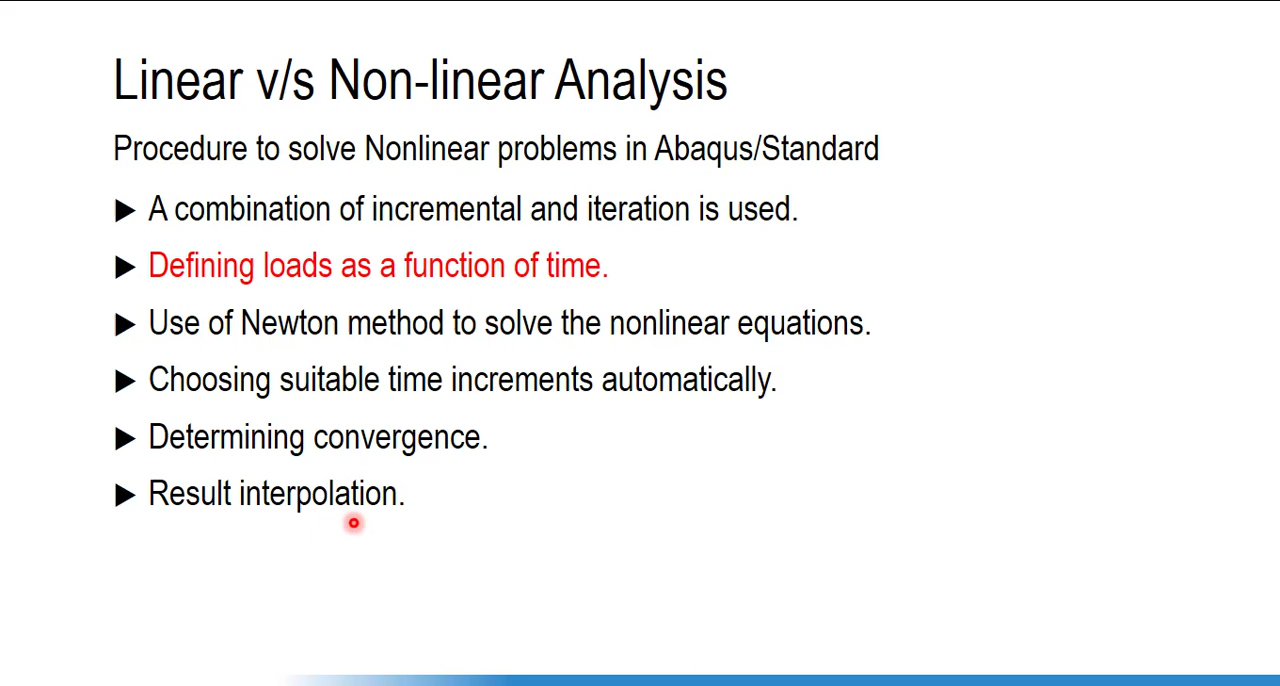 Linear v/s Non-linear Analysis
Procedure to solve Nonlinear problems in Abaqus/Standard
A combination of incremental and iteration is used.
Defining loads as a function of time.
Use of Newton method to solve the nonlinear equations.
Choosing suitable time increments automatically.
Determining convergence.
Result interpolation.